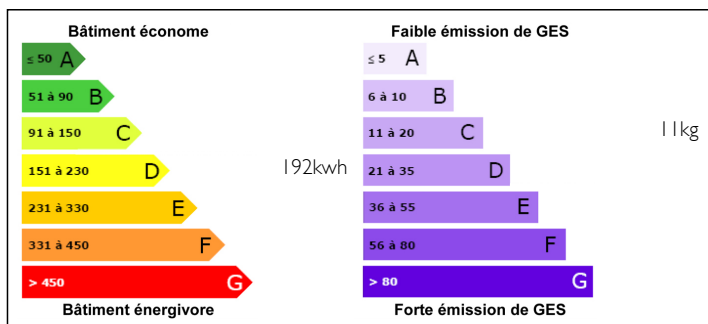 Bâtiment économe
≤ 50 A
51 à 90 B
91 à 150 C
151 à 230 D
192kwh
231 à 330 E
331 à 450 F
> 450 G
Bâtiment énergivore
Faible émission de GES
≤ 5 A
6 à 10 B
11 à 20 C
11kg
21 à 35 D
36 à 55 E
56 à 80 F
> 80 G
Forte émission de GES